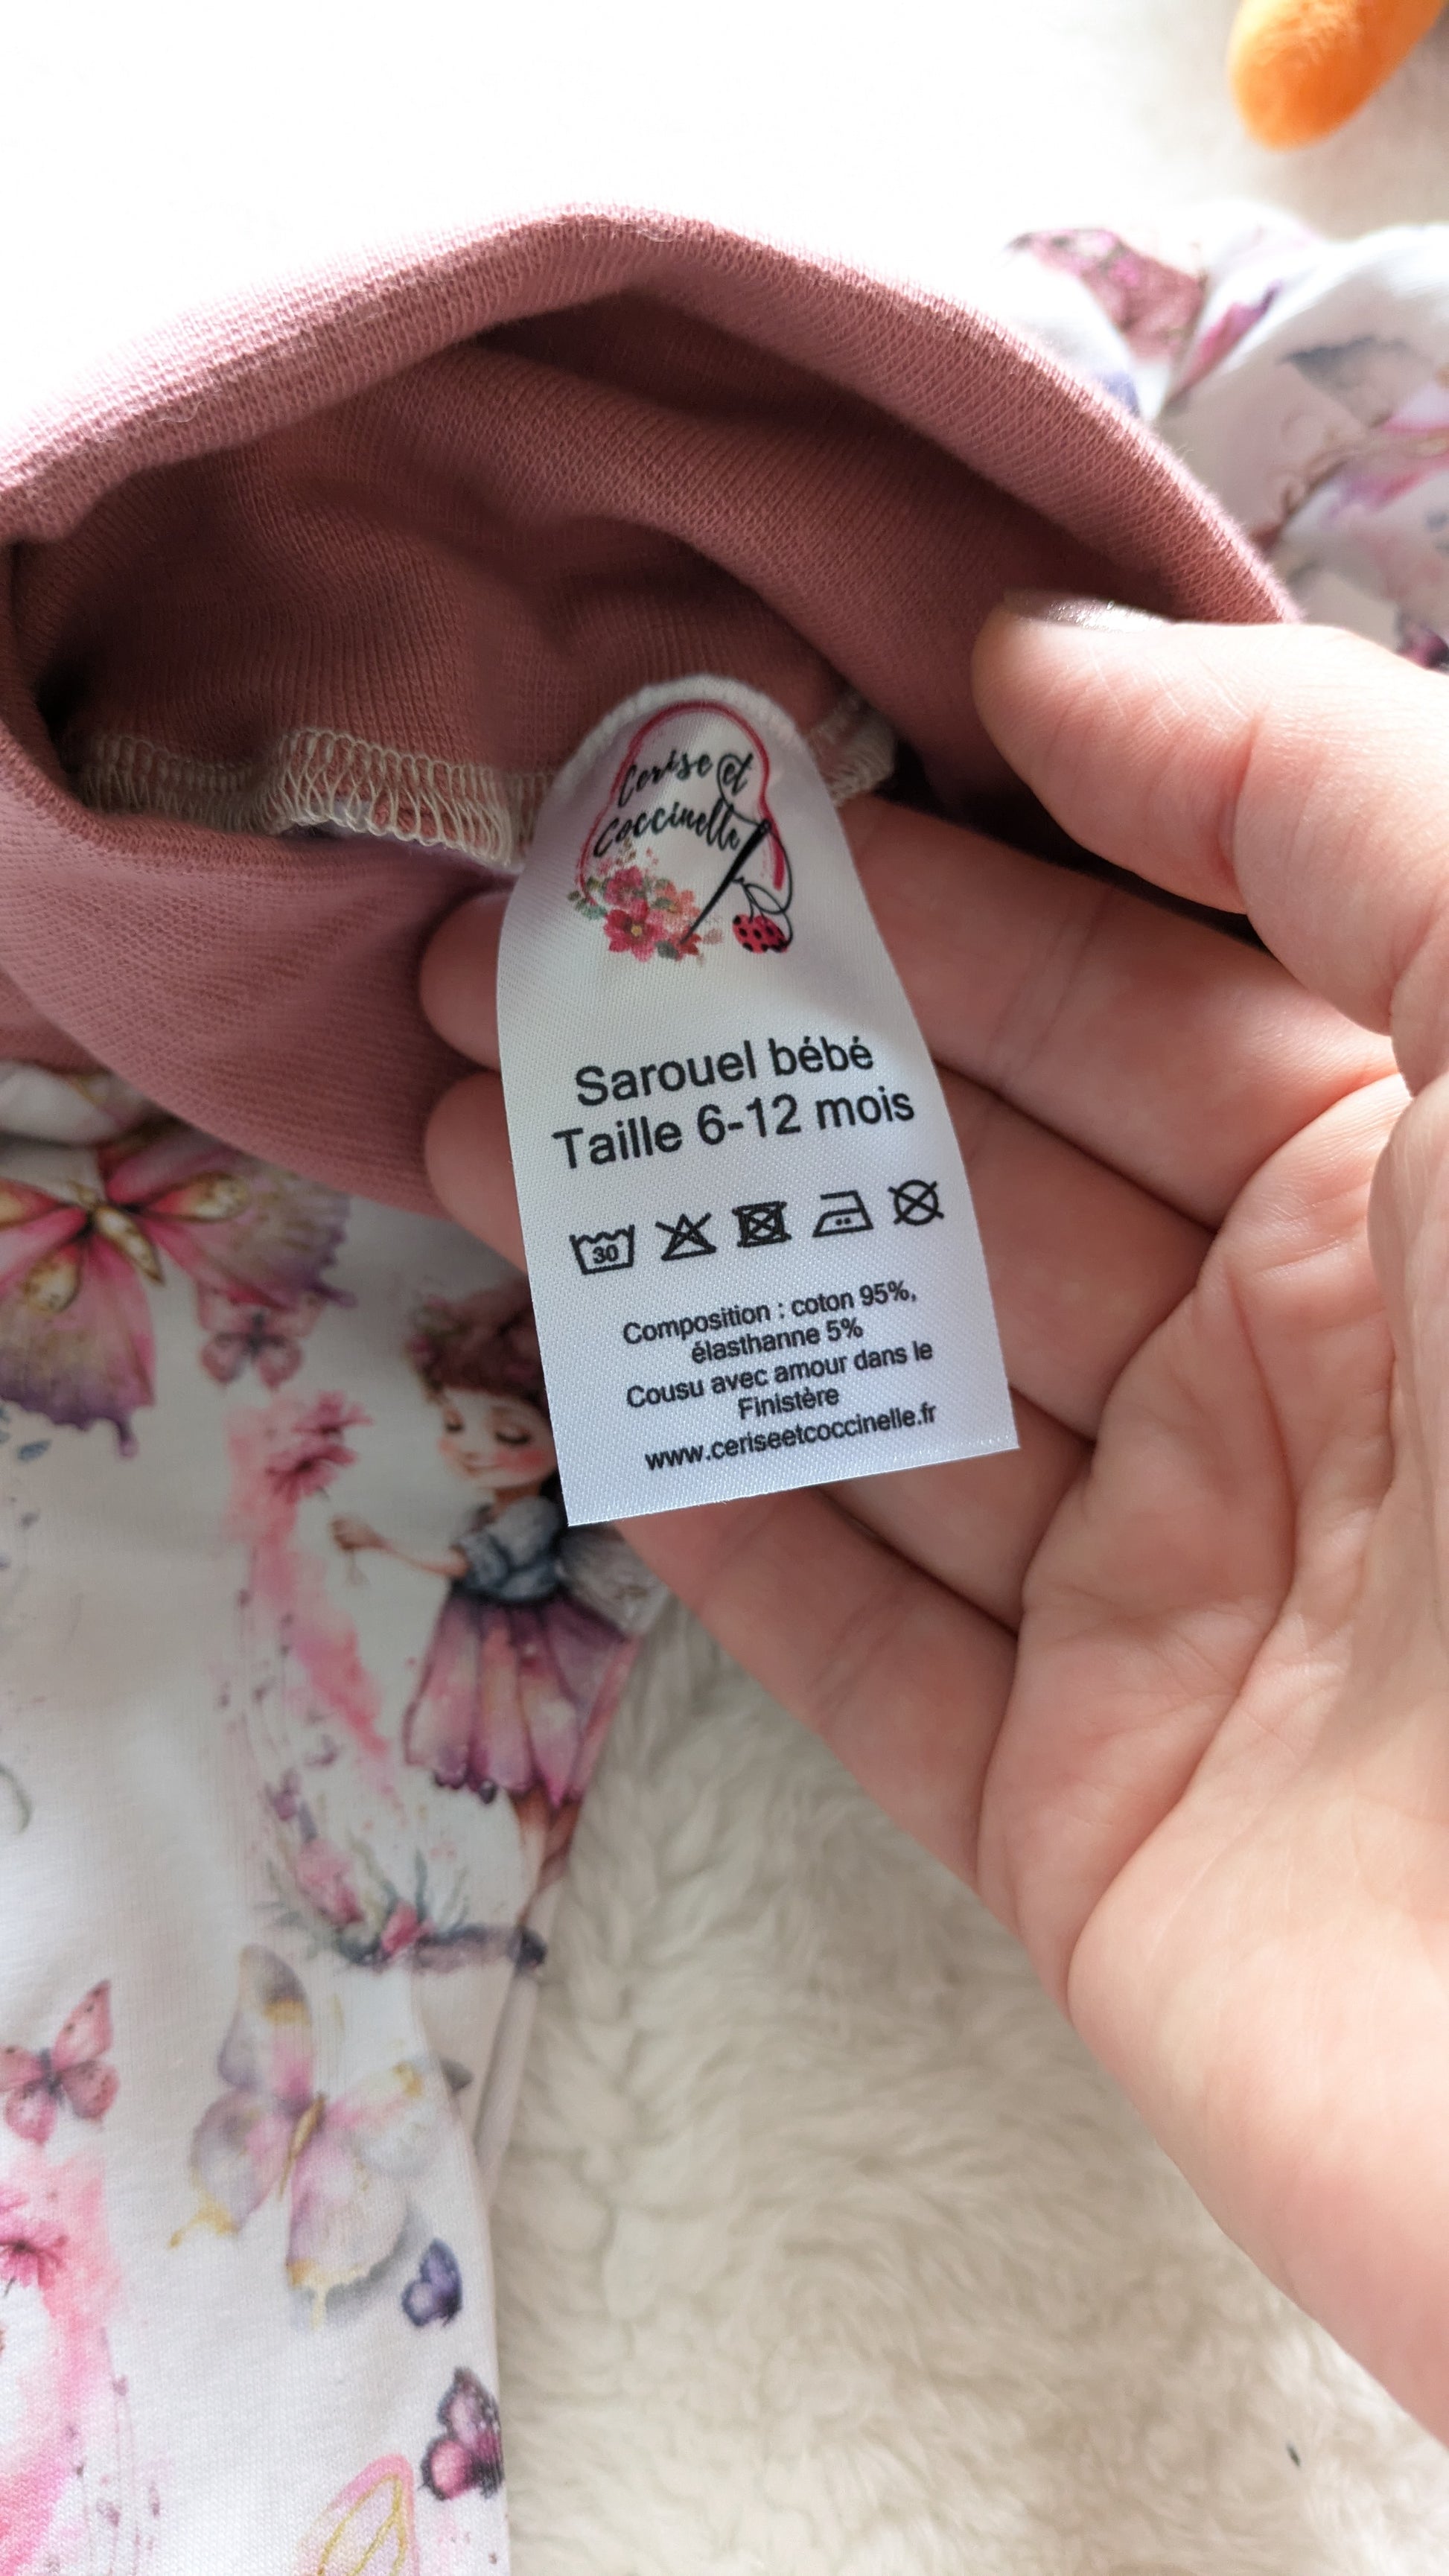 Cerise et
Coccinelle
Sarouel bébé
Taille 6-12 mois
30
Composition : coton 95%,
élasthanne 5%
Cousu avec amour dans le
Finistère
www.ceriseetcoccinelle.fr